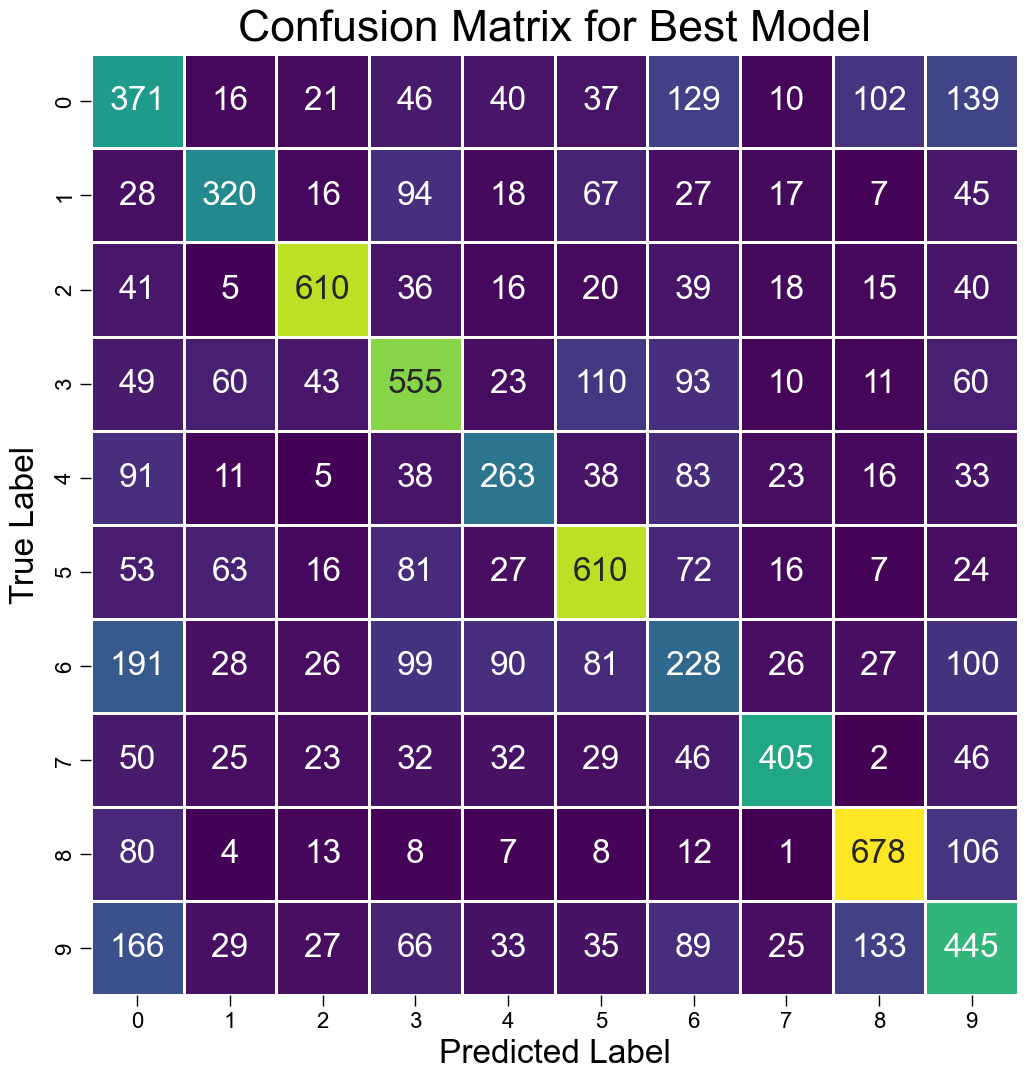 Confusion Matrix for Best Model
0 371 16 21 46 40 37 129 10 102 139
1 28 320 16 94 18 67 27 17 7 45
2 41 5 610 36 16 20 39 18 15 40
3 49 60 43 555 23 110 93 10 11 60
4 91 11 5 38 263 38 83 23 16 33
5 53 63 16 81 27 610 72 16 7 24
6 191 28 26 99 90 81 228 26 27 100
7 50 25 23 32 32 29 46 405 2 46
8 80 4 13 8 7 8 12 1 678 106
9 166 29 27 66 33 35 89 25 133 445
0 1 2 3 4 5 6 7 8 9
Predicted Label
True Label